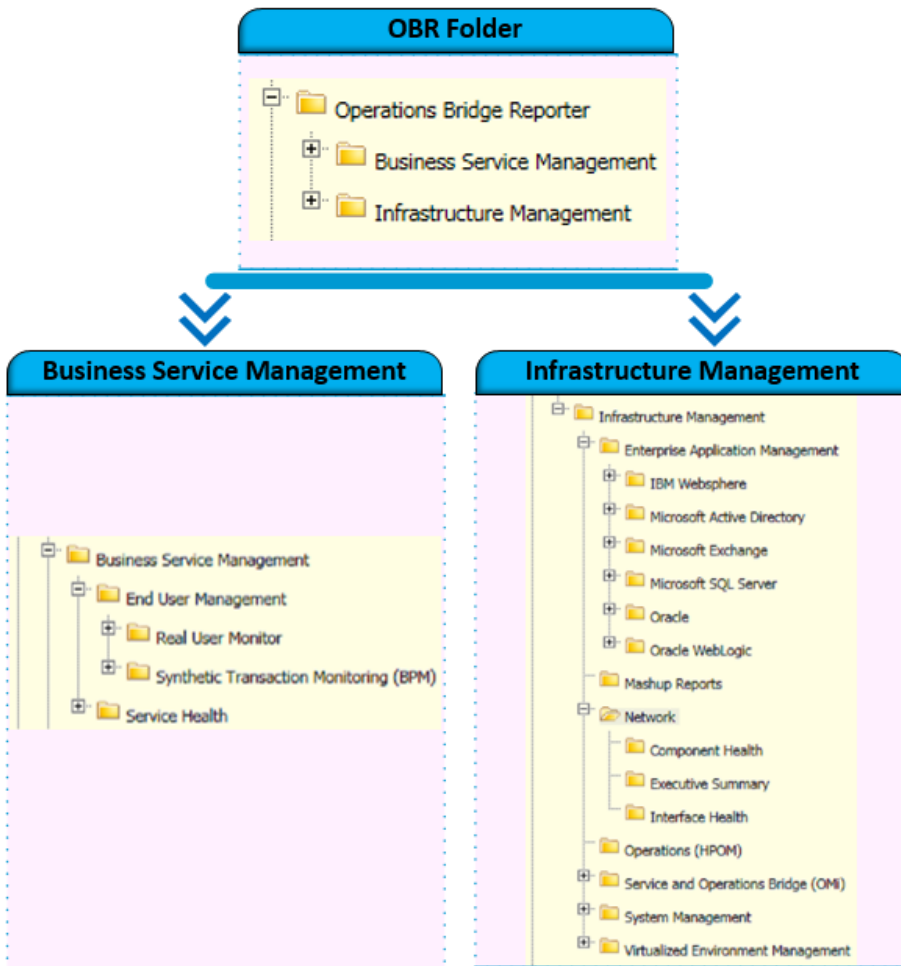 OBR Folder
Operations Bridge Reporter
Business Service Management
Infrastructure Management
Business Service Management
Business Service Management
End User Management
Real User Monitor
Synthetic Transaction Monitoring (BPM)
Service Health
Infrastructure Management
Infrastructure Management
Enterprise Application Management
IBM Websphere
Microsoft Active Directory
Microsoft Exchange
Microsoft SQL Server
Oracle
Oracle WebLogic
Mashup Reports
Network
Component Health
Executive Summary
Interface Health
Operations (HPOM)
Service and Operations Bridge (OMi)
System Management
Virtualized Environment Management